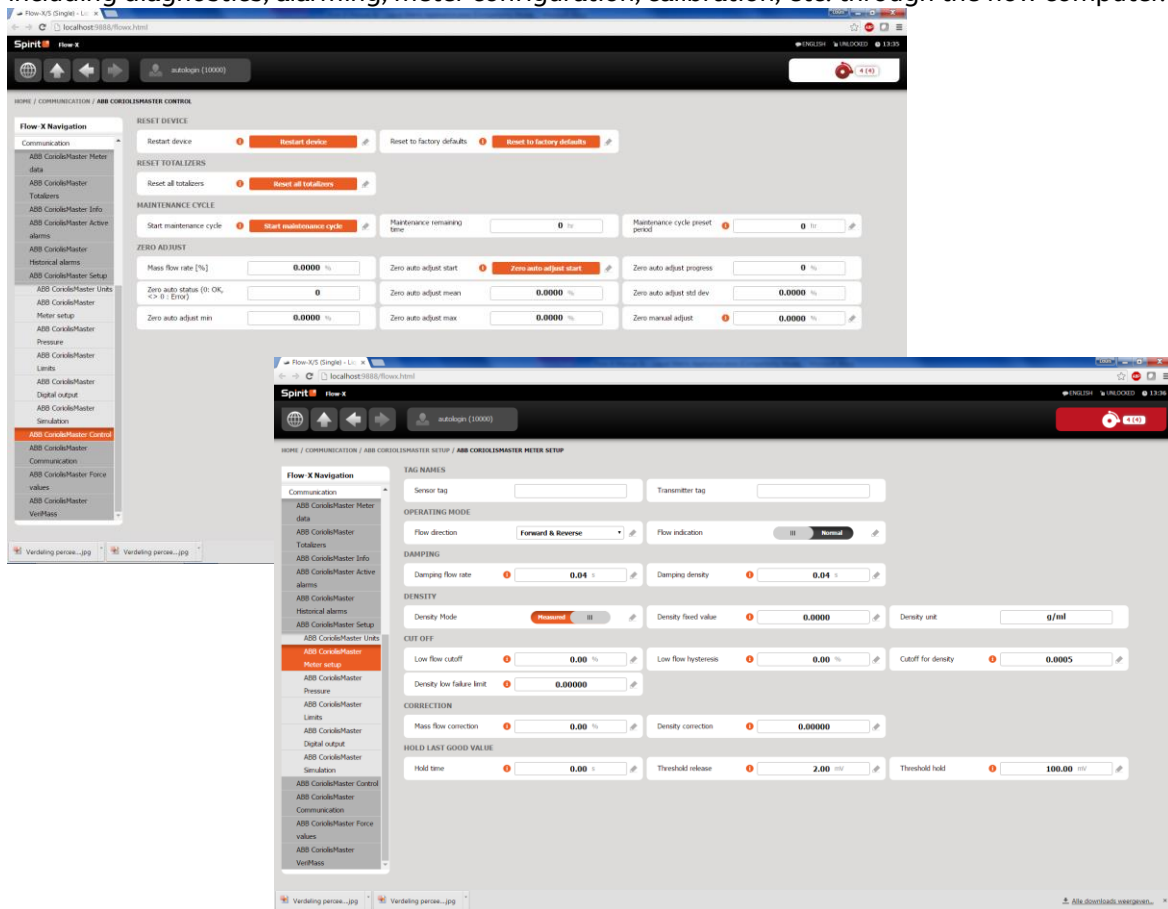 including diagnostics, alarming, meter configuration, calibration, etc. through the flow computer.
Flow-X/5 (Single) - Lo
localhost:9888/flows.html
Spirit Flow-X
ENGLISH UNLOCKED 13:35
autologin (10000)
4 (4)
HOME / COMMUNICATION / ABB CORIOLISMASTER CONTROL
Flow-X Navigation
Communication
ABB CoriolisMaster Meter
data
ABB CoriolisMaster
Totalizers
ABB CoriolisMaster Info
ABB CoriolisMaster Active
alarms
ABB CoriolisMaster
Historical alarms
ABB CoriolisMaster Setup
ABB CoriolisMaster Units
ABB CoriolisMaster
Meter setup
ABB CoriolisMaster
Pressure
ABB CoriolisMaster
Limits
ABB CoriolisMaster
Digital output
ABB CoriolisMaster
Simulation
ABB CoriolisMaster Control
ABB CoriolisMaster
Communication
ABB CoriolisMaster Force
values
ABB CoriolisMaster
VeriMass
RESET DEVICE
Restart device Restart device Reset to factory defaults Reset to factory defaults
RESET TOTALIZERS
Reset all totalizers Reset all totalizers
MAINTENANCE CYCLE
Start maintenance cycle Start maintenance cycle Maintenance remaining time 0 hr Maintenance cycle preset period 0 hr
ZERO ADJUST
Mass flow rate [%] 0.0000 % Zero auto adjust start Zero auto adjust start Zero auto adjust progress 0 %
Zero auto status (0: OK, <> 0 : Error) 0 Zero auto adjust mean 0.0000 % Zero auto adjust std dev 0.0000 %
Zero auto adjust min 0.0000 % Zero auto adjust max 0.0000 % Zero manual adjust 0.0000 %
Verdeling percee....jpg Verdeling percee....jpg
Flow-X/5 (Single) - Lo
localhost:9888/flows.html
Spirit Flow-X
ENGLISH UNLOCKED 13:36
autologin (10000)
4 (4)
HOME / COMMUNICATION / ABB CORIOLISMASTER SETUP / ABB CORIOLISMASTER METER SETUP
Flow-X Navigation
Communication
ABB CoriolisMaster Meter
data
ABB CoriolisMaster
Totalizers
ABB CoriolisMaster Info
ABB CoriolisMaster Active
alarms
ABB CoriolisMaster
Historical alarms
ABB CoriolisMaster Setup
ABB CoriolisMaster Units
ABB CoriolisMaster
Meter setup
ABB CoriolisMaster
Pressure
ABB CoriolisMaster
Limits
ABB CoriolisMaster
Digital output
ABB CoriolisMaster
Simulation
ABB CoriolisMaster Control
ABB CoriolisMaster
Communication
ABB CoriolisMaster Force
values
ABB CoriolisMaster
VeriMass
TAG NAMES
Sensor tag Transmitter tag
OPERATING MODE
Flow direction Forward & Reverse Flow indication Normal
DAMPING
Damping flow rate 0.04 s Damping density 0.04 s
DENSITY
Density Mode Measured Density fixed value 0.0000 Density unit g/ml
CUT OFF
Low flow cutoff 0.00 % Low flow hysteresis 0.00 % Cutoff for density 0.0005
Density low failure limit 0.00000
CORRECTION
Mass flow correction 0.00 % Density correction 0.00000
HOLD LAST GOOD VALUE
Hold time 0.00 s Threshold release 2.00 mV Threshold hold 100.00 mV
Verdeling percee....jpg Verdeling percee....jpg Alle downloads weergeven...